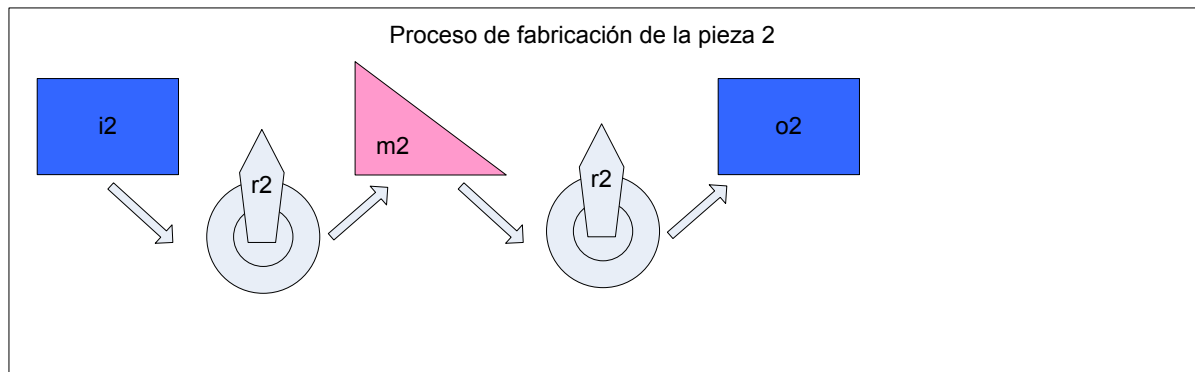 Proceso de fabricación de la pieza 2
i2
r2
m2
r2
o2